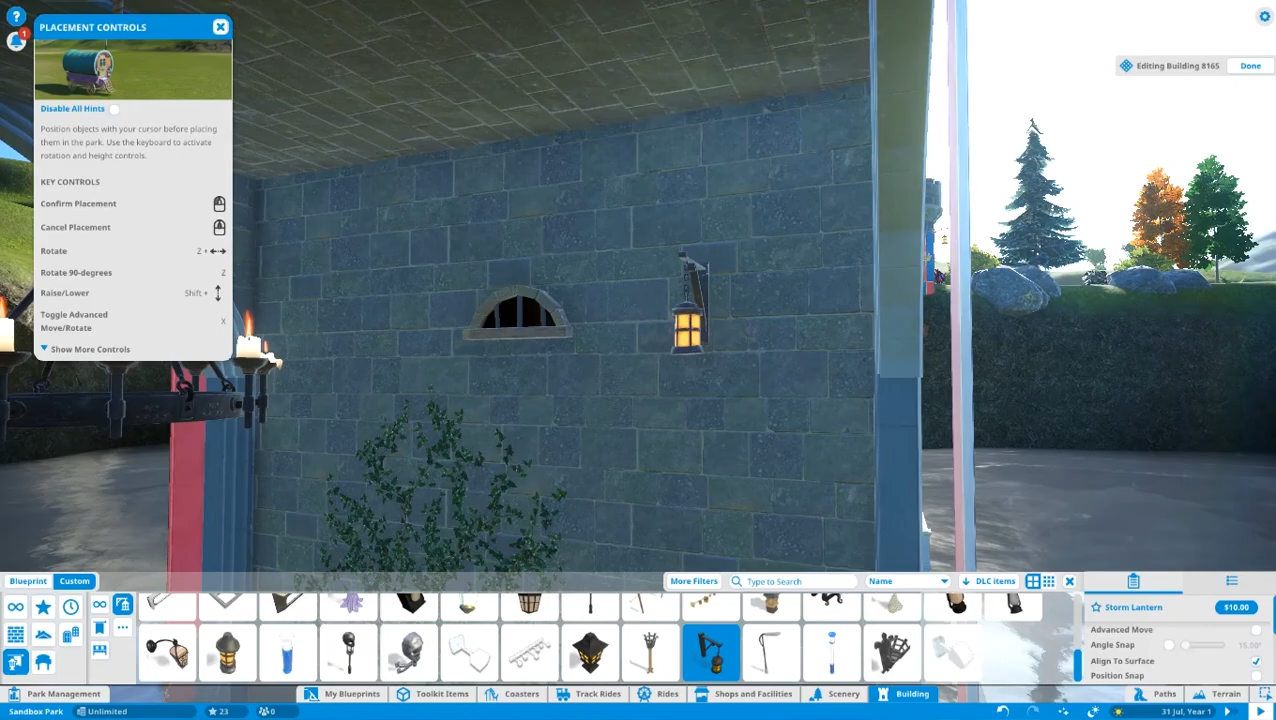 ?
PLACEMENT CONTROLS
1
Disable All Hints
Position objects with your cursor before placing
them in the park. Use the keyboard to activate
rotation and height controls.
KEY CONTROLS
Confirm Placement
Cancel Placement
Rotate Z +
Rotate 90-degrees Z
Raise/Lower Shift +
Toggle Advanced
Move/Rotate X
Show More Controls
Editing Building 8165 Done
Blueprint Custom More Filters Type to Search Name DLC items
Storm Lantern $10.00
Advanced Move
Angle Snap 15.00°
Align To Surface
Position Snap
Park Management My Blueprints Toolkit Items Coasters Track Rides Rides Shops and Facilities Scenery Building Paths Terrain
Sandbox Park Unlimited 23 0 31 Jul, Year 1